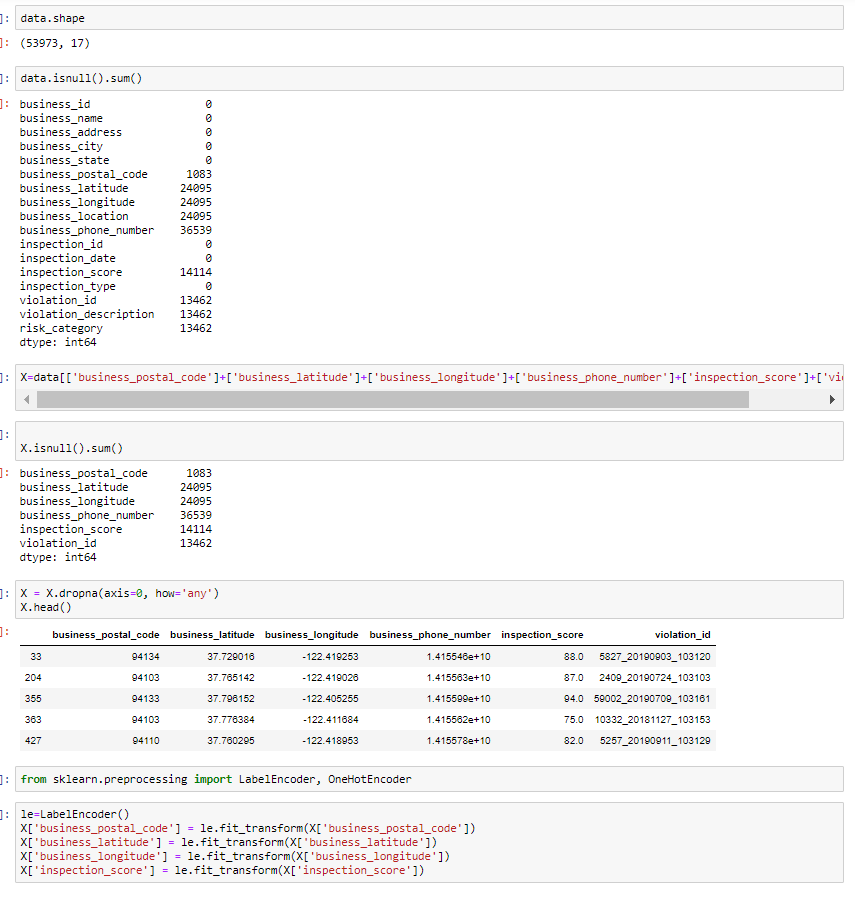 ]: data.shape
]: (53973, 17)
]: data.isnull().sum()
]: business_id 0
business_name 0
business_address 0
business_city 0
business_state 0
business_postal_code 1083
business_latitude 24095
business_longitude 24095
business_location 24095
business_phone_number 36539
inspection_id 0
inspection_date 0
inspection_score 14114
inspection_type 0
violation_id 13462
violation_description 13462
risk_category 13462
dtype: int64
]: X=data[['business_postal_code']+['business_latitude']+['business_longitude']+['business_phone_number']+['inspection_score']+['vi
]:
X.isnull().sum()
]: business_postal_code 1083
business_latitude 24095
business_longitude 24095
business_phone_number 36539
inspection_score 14114
violation_id 13462
dtype: int64
]: X = X.dropna(axis=0, how='any')
X.head()
]:
business_postal_code business_latitude business_longitude business_phone_number inspection_score violation_id
33 94134 37.729016 -122.419253 1.415546e+10 88.0 5827_20190903_103120
204 94103 37.765142 -122.419026 1.415563e+10 87.0 2409_20190724_103103
355 94133 37.796152 -122.405255 1.415599e+10 94.0 59002_20190709_103161
363 94103 37.776384 -122.411684 1.415562e+10 75.0 10332_20181127_103153
427 94110 37.760295 -122.418953 1.415578e+10 82.0 5257_20190911_103129
]: from sklearn.preprocessing import LabelEncoder, OneHotEncoder
]: le=LabelEncoder()
X['business_postal_code'] = le.fit_transform(X['business_postal_code'])
X['business_latitude'] = le.fit_transform(X['business_latitude'])
X['business_longitude'] = le.fit_transform(X['business_longitude'])
X['inspection_score'] = le.fit_transform(X['inspection_score'])